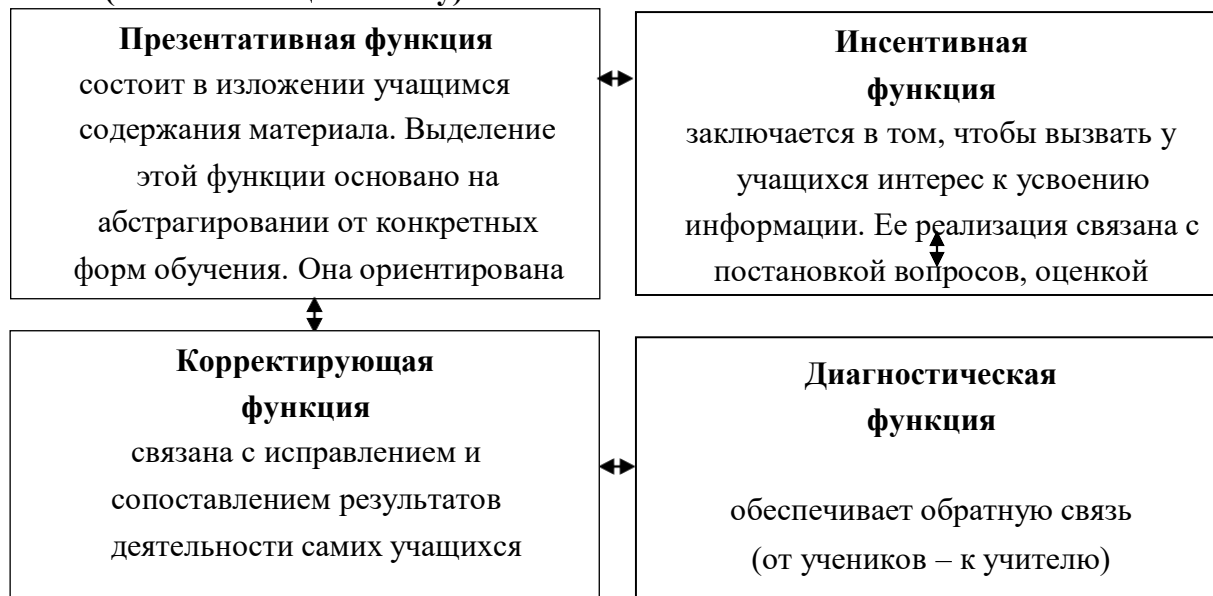 Презентативная функция
состоит в изложении учащимся
содержания материала. Выделение
этой функции основано на
абстрагировании от конкретных
форм обучения. Она ориентирована
Инсентивная
функция
заключается в том, чтобы вызвать у
учащихся интерес к усвоению
информации. Ее реализация связана с
постановкой вопросов, оценкой
Корректирующая
функция
связана с исправлением и
сопоставлением результатов
деятельности самих учащихся
Диагностическая
функция
обеспечивает обратную связь
(от учеников – к учителю)